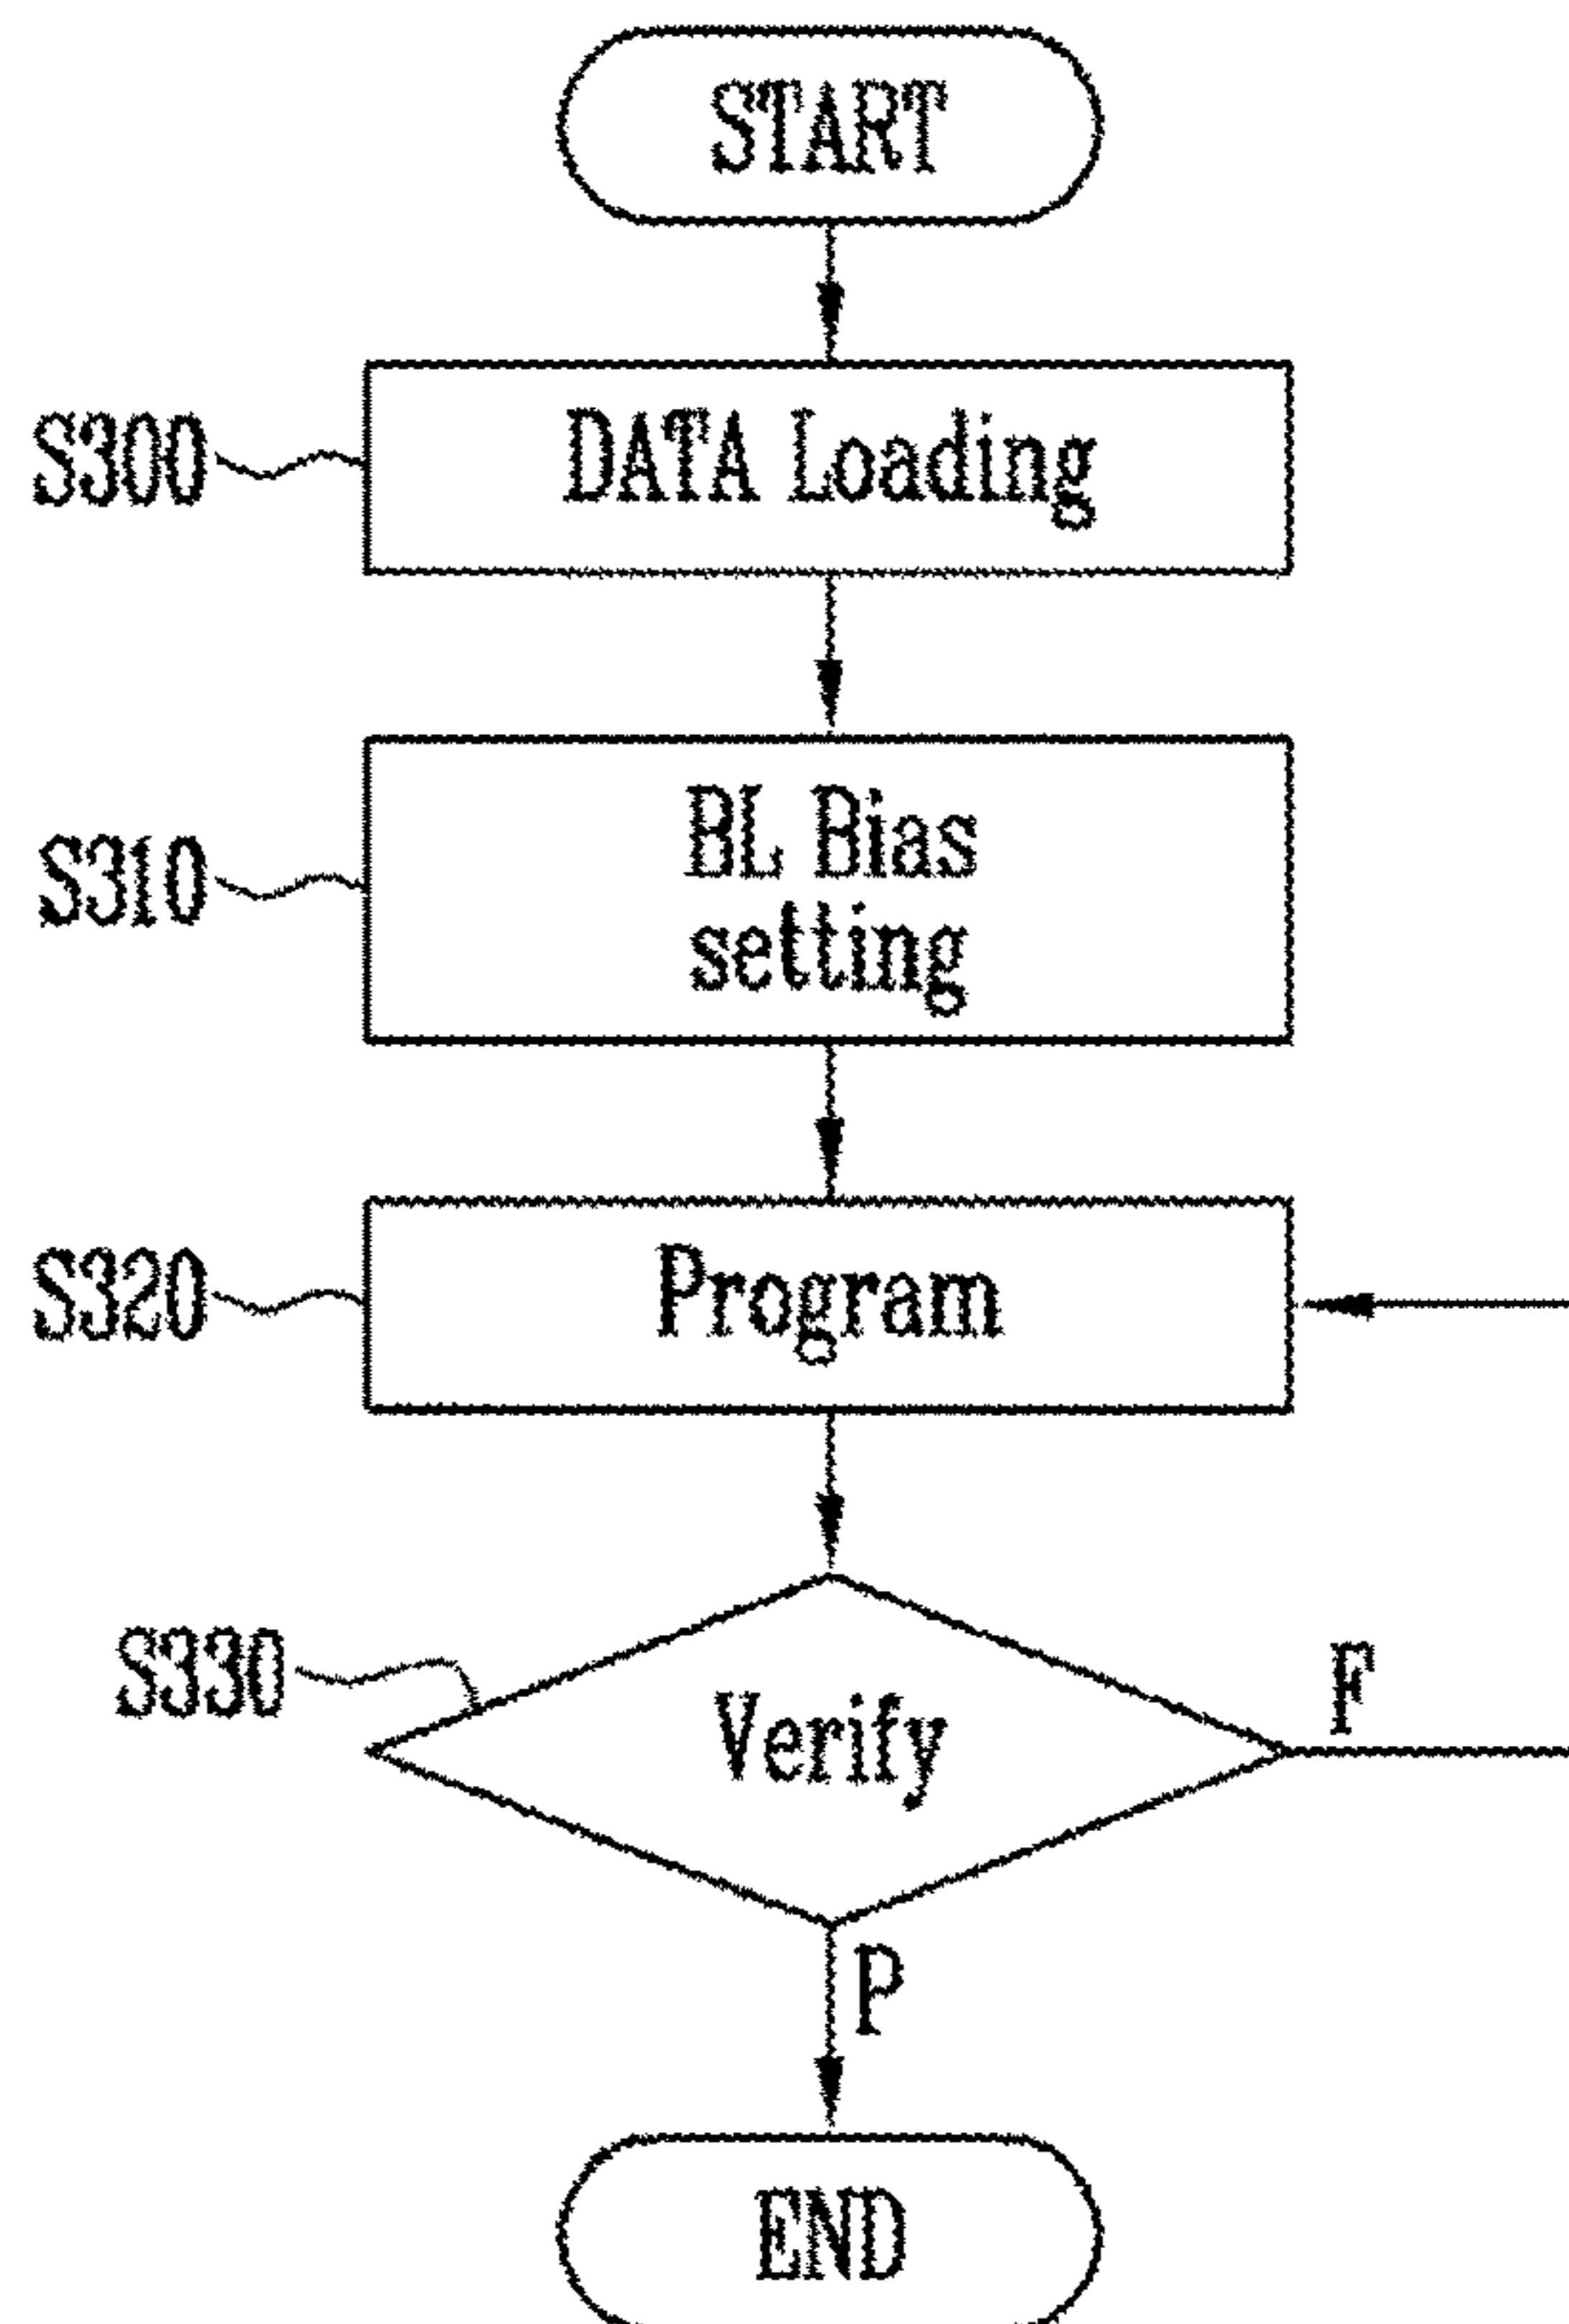 START
S300
DATA Loading
S310
BL Bias
setting
S320
Program
S330
Verify
F
P
END